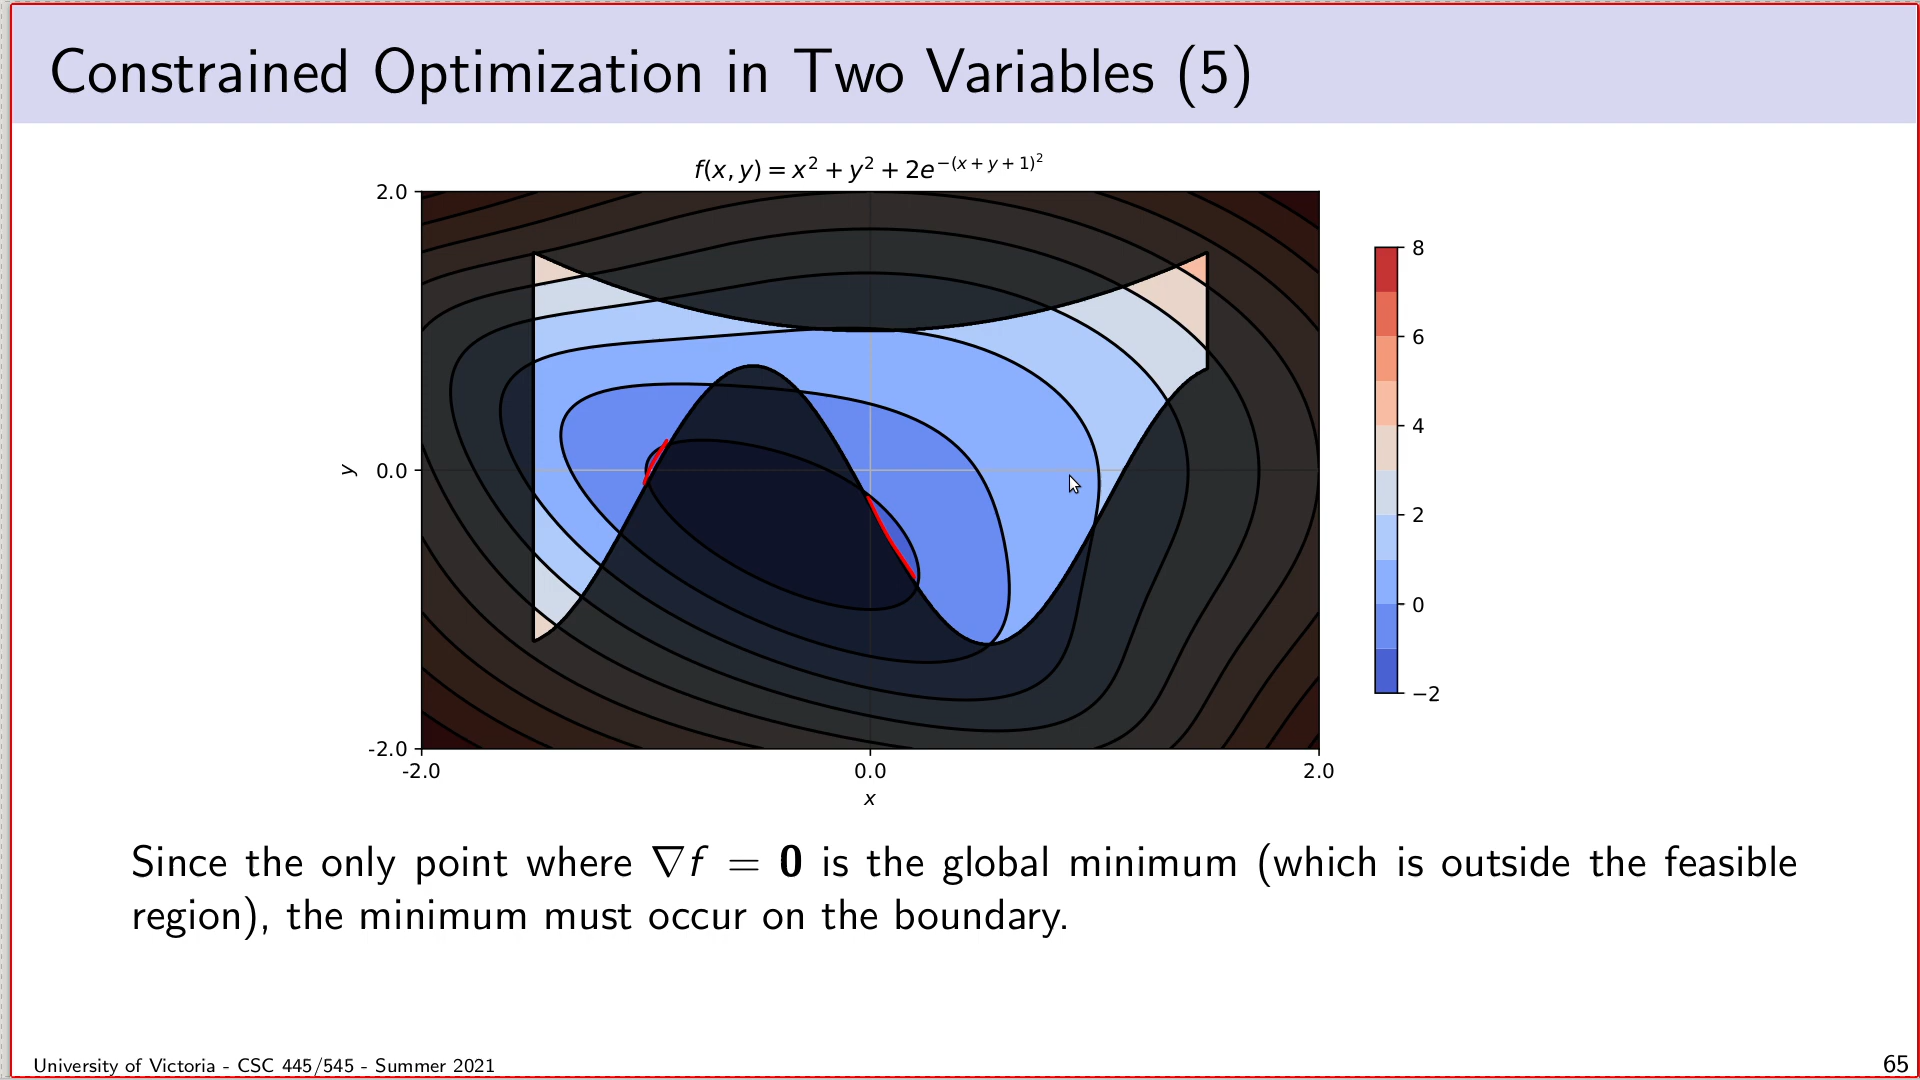 Constrained Optimization in Two Variables (5)
f(x, y) = x² + y² + 2e^{−(x + y + 1)²}
2.0
8
6
4
y 0.0
2
0
-2.0
−2
-2.0 0.0 2.0
x
Since the only point where ∇f = 0 is the global minimum (which is outside the feasible
region), the minimum must occur on the boundary.
University of Victoria - CSC 445/545 - Summer 2021
65